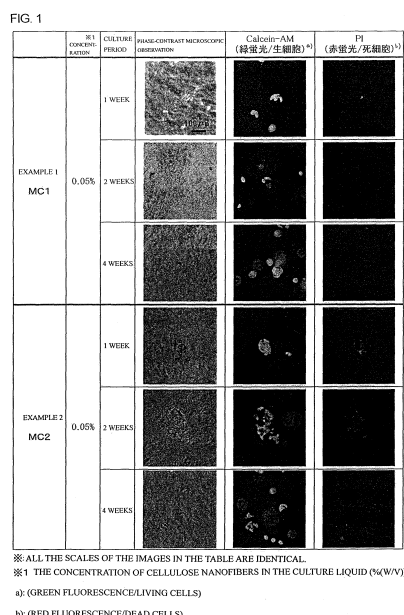 FIG. 1
※1
CONCENT-
RATION
CULTURE
PERIOD
PHASE-CONTRAST MICROSCOPIC
OBSERVATION
Calcein-AM
(緑蛍光/生細胞)a)
PI
(赤蛍光/死細胞)b)
EXAMPLE 1
MC1
0.05%
1 WEEK
2 WEEKS
4 WEEKS
EXAMPLE 2
MC2
0.05%
1 WEEK
2 WEEKS
4 WEEKS
※: ALL THE SCALES OF THE IMAGES IN THE TABLE ARE IDENTICAL.
※1 THE CONCENTRATION OF CELLULOSE NANOFIBERS IN THE CULTURE LIQUID (%(W/V)
a): (GREEN FLUORESCENCE/LIVING CELLS)
b): (RED FLUORESCENCE/DEAD CELLS)